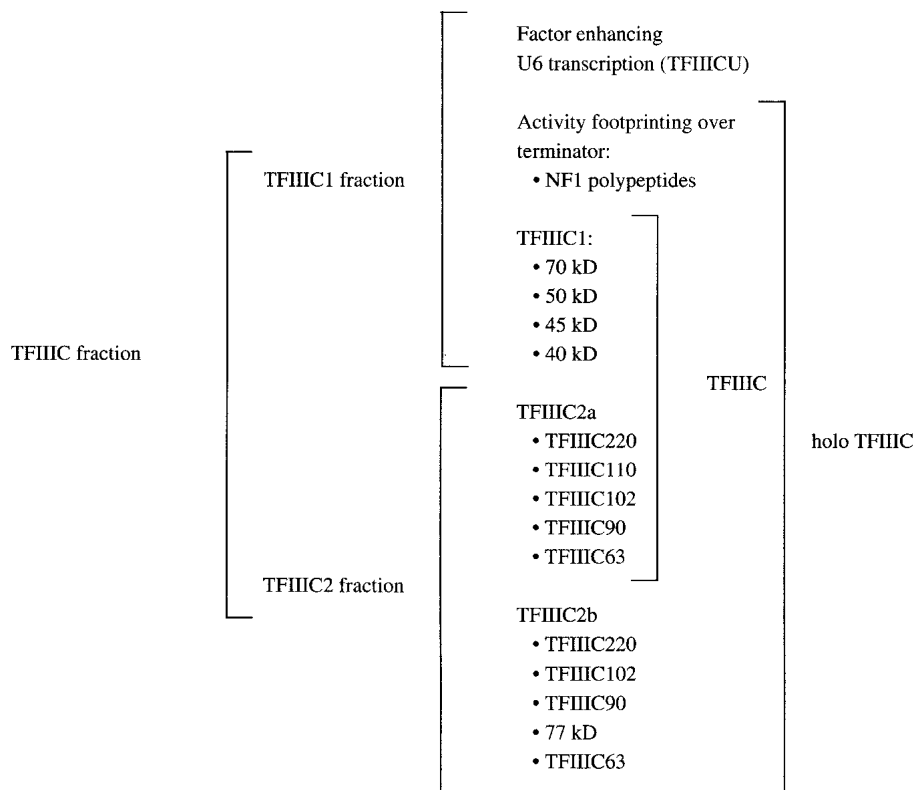 Factor enhancing
U6 transcription (TFIIICU)
Activity footprinting over
terminator:
• NF1 polypeptides
TFIIIC1 fraction
TFIIIC1:
• 70 kD
• 50 kD
• 45 kD
• 40 kD
TFIIIC fraction
TFIIIC
TFIIIC2a
• TFIIIC220
• TFIIIC110
• TFIIIC102
• TFIIIC90
• TFIIIC63
holo TFIIIC
TFIIIC2 fraction
TFIIIC2b
• TFIIIC220
• TFIIIC102
• TFIIIC90
• 77 kD
• TFIIIC63